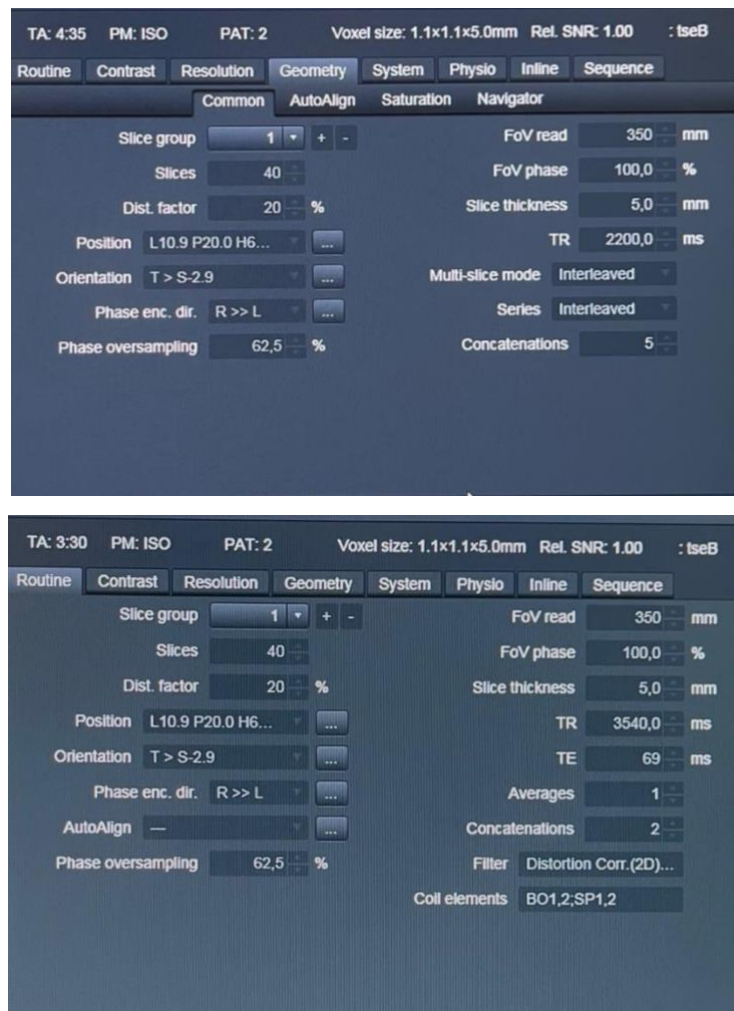 TA: 4:35 PM: ISO PAT: 2 Voxel size: 1.1×1.1×5.0mm Rel. SNR: 1.00 : tseB
Routine Contrast Resolution Geometry System Physio Inline Sequence
Common AutoAlign Saturation Navigator
Slice group 1 + - FoV read 350 mm
Slices 40 FoV phase 100,0 %
Dist. factor 20 % Slice thickness 5,0 mm
Position L10.9 P20.0 H6... ... TR 2200,0 ms
Orientation T > S-2.9 ... Multi-slice mode Interleaved
Phase enc. dir. R >> L ... Series Interleaved
Phase oversampling 62,5 % Concatenations 5
TA: 3:30 PM: ISO PAT: 2 Voxel size: 1.1×1.1×5.0mm Rel. SNR: 1.00 : tseB
Routine Contrast Resolution Geometry System Physio Inline Sequence
Slice group 1 + - FoV read 350 mm
Slices 40 FoV phase 100,0 %
Dist. factor 20 % Slice thickness 5,0 mm
Position L10.9 P20.0 H6... ... TR 3540,0 ms
Orientation T > S-2.9 ... TE 69 ms
Phase enc. dir. R >> L ... Averages 1
AutoAlign --- ... Concatenations 2
Phase oversampling 62,5 % Filter Distortion Corr.(2D)...
Coil elements BO1,2;SP1,2